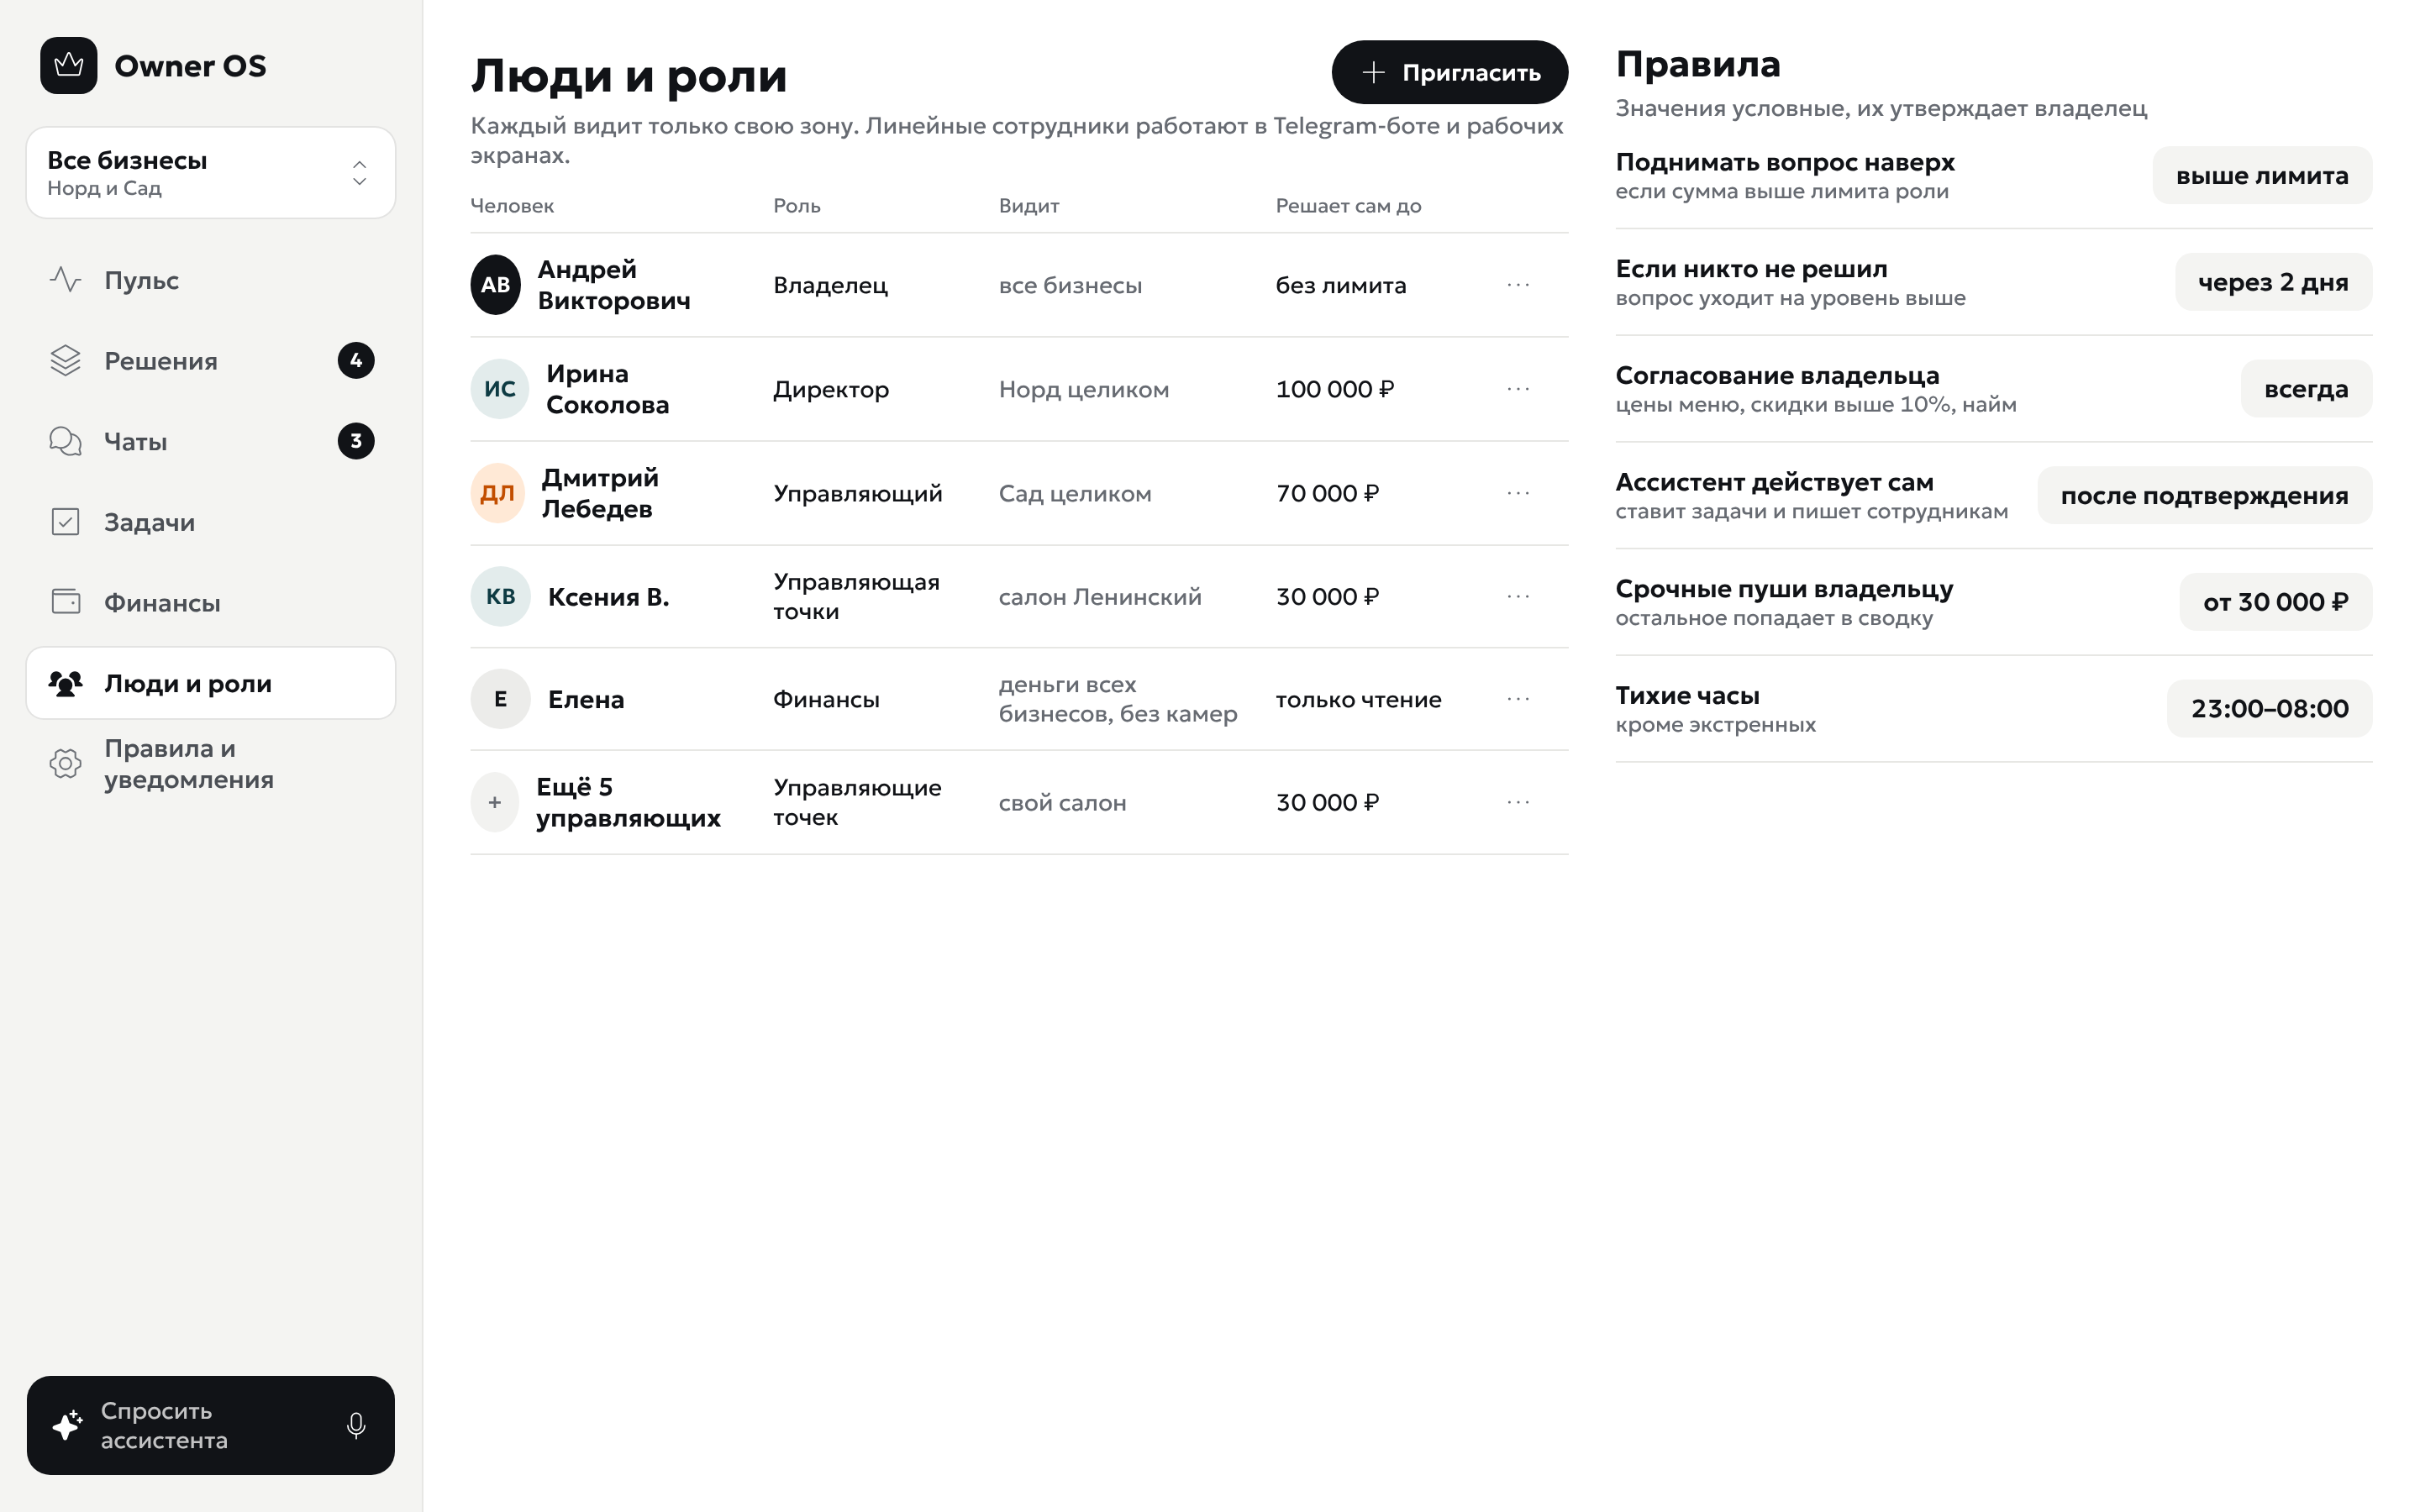 Owner OS
Все бизнесы
Норд и Сад
Пульс
Решения 4
Чаты 3
Задачи
Финансы
Люди и роли
Правила и
уведомления
Спросить
ассистента
Люди и роли
+ Пригласить
Каждый видит только свою зону. Линейные сотрудники работают в Telegram-боте и рабочих
экранах.
Человек Роль Видит Решает сам до
АВ Андрей
Викторович
Владелец
все бизнесы
без лимита
···
ИС Ирина
Соколова
Директор
Норд целиком
100 000 ₽
···
ДЛ Дмитрий
Лебедев
Управляющий
Сад целиком
70 000 ₽
···
КВ Ксения В.
Управляющая
точки
салон Ленинский
30 000 ₽
···
Е Елена
Финансы
деньги всех
бизнесов, без камер
только чтение
···
+ Ещё 5
управляющих
Управляющие
точек
свой салон
30 000 ₽
···
Правила
Значения условные, их утверждает владелец
Поднимать вопрос наверх
если сумма выше лимита роли
выше лимита
Если никто не решил
вопрос уходит на уровень выше
через 2 дня
Согласование владельца
цены меню, скидки выше 10%, найм
всегда
Ассистент действует сам
ставит задачи и пишет сотрудникам
после подтверждения
Срочные пуши владельцу
остальное попадает в сводку
от 30 000 ₽
Тихие часы
кроме экстренных
23:00–08:00